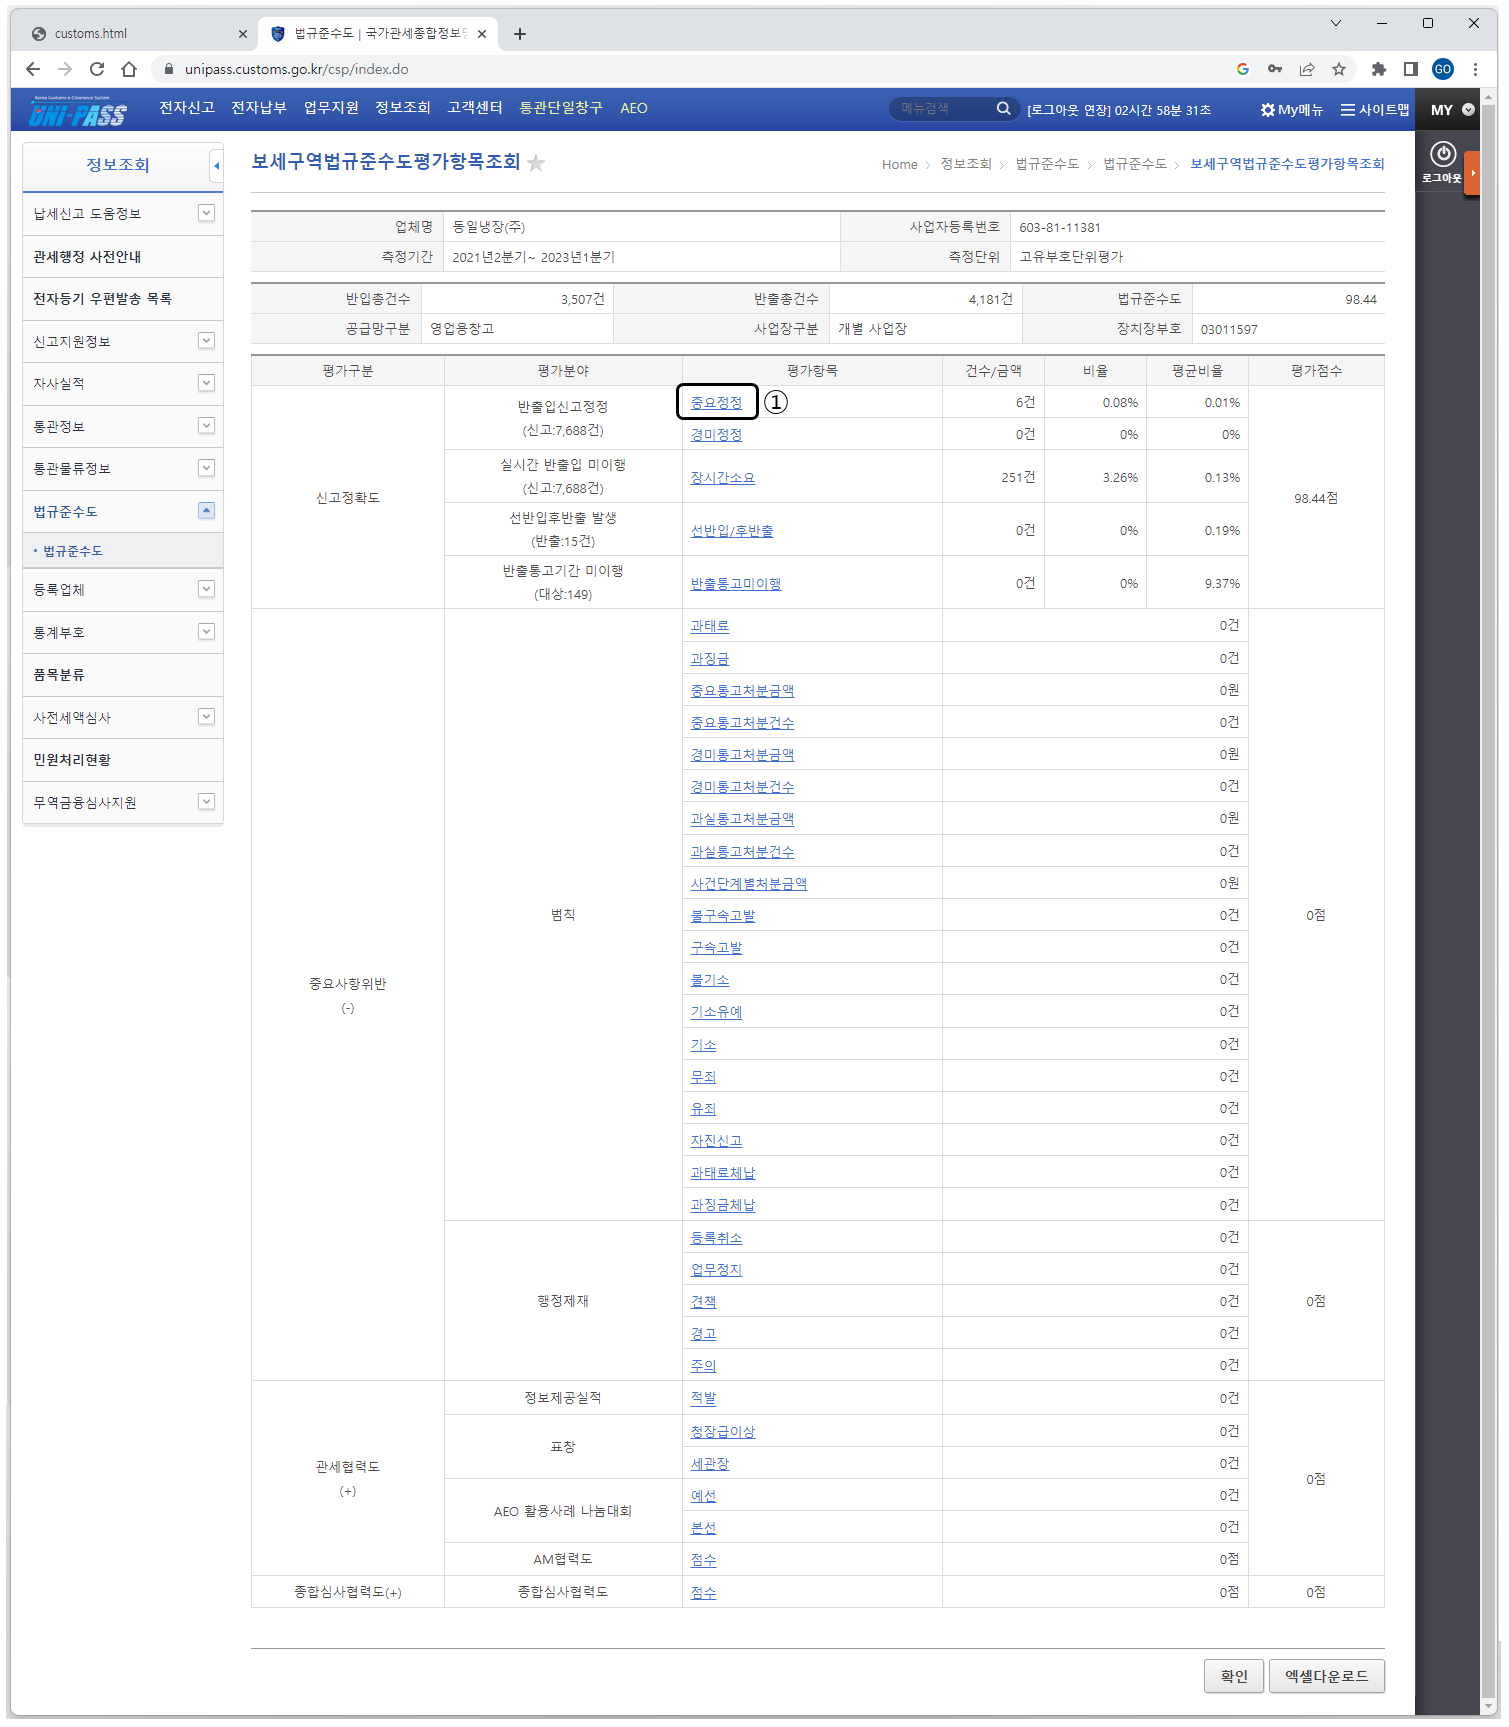 customs.html
법규준수도 | 국가관세종합정보망
unipass.customs.go.kr/csp/index.do
GO
Korea Customs e-Clearance System
UNI-PASS
전자신고 전자납부 업무지원 정보조회 고객센터 통관단일창구 AEO
메뉴검색
[로그아웃 연장] 02시간 58분 31초
My메뉴
사이트맵
MY
로그아웃
정보조회
납세신고 도움정보
관세행정 사전안내
전자등기 우편발송 목록
신고지원정보
자사실적
통관정보
통관물류정보
법규준수도
법규준수도
등록업체
통계부호
품목분류
사전세액심사
민원처리현황
무역금융심사지원
보세구역법규준수도평가항목조회
Home > 정보조회 > 법규준수도 > 법규준수도 > 보세구역법규준수도평가항목조회
업체명 동일냉장(주) 사업자등록번호 603-81-11381
측정기간 2021년2분기~ 2023년1분기 측정단위 고유부호단위평가
반입총건수 3,507건 반출총건수 4,181건 법규준수도 98.44
공급망구분 영업용창고 사업장구분 개별 사업장 장치장부호 03011597
평가구분 평가분야 평가항목 건수/금액 비율 평균비율 평가점수
신고정확도
반출입신고정정
(신고:7,688건)
중요정정 ① 6건 0.08% 0.01%
경미정정 0건 0% 0%
실시간 반출입 미이행
(신고:7,688건)
장시간소요 251건 3.26% 0.13%
98.44점
선반입후반출 발생
(반출:15건)
선반입/후반출 0건 0% 0.19%
반출통고기간 미이행
(대상:149)
반출통고미이행 0건 0% 9.37%
중요사항위반
(-)
범칙
과태료 0건
과징금 0건
중요통고처분금액 0원
중요통고처분건수 0건
경미통고처분금액 0원
경미통고처분건수 0건
과실통고처분금액 0원
과실통고처분건수 0건
사건단계별처분금액 0원
불구속고발 0건
0점
구속고발 0건
불기소 0건
기소유예 0건
기소 0건
무죄 0건
유죄 0건
자진신고 0건
과태료체납 0건
과징금체납 0건
행정제재
등록취소 0건
업무정지 0건
견책 0건
0점
경고 0건
주의 0건
관세협력도
(+)
정보제공실적 적발 0건
표창
청장급이상 0건
세관장 0건
0점
AEO 활용사례 나눔대회
예선 0건
본선 0건
AM협력도 점수 0점
종합심사협력도(+) 종합심사협력도 점수 0점 0점
확인
엑셀다운로드